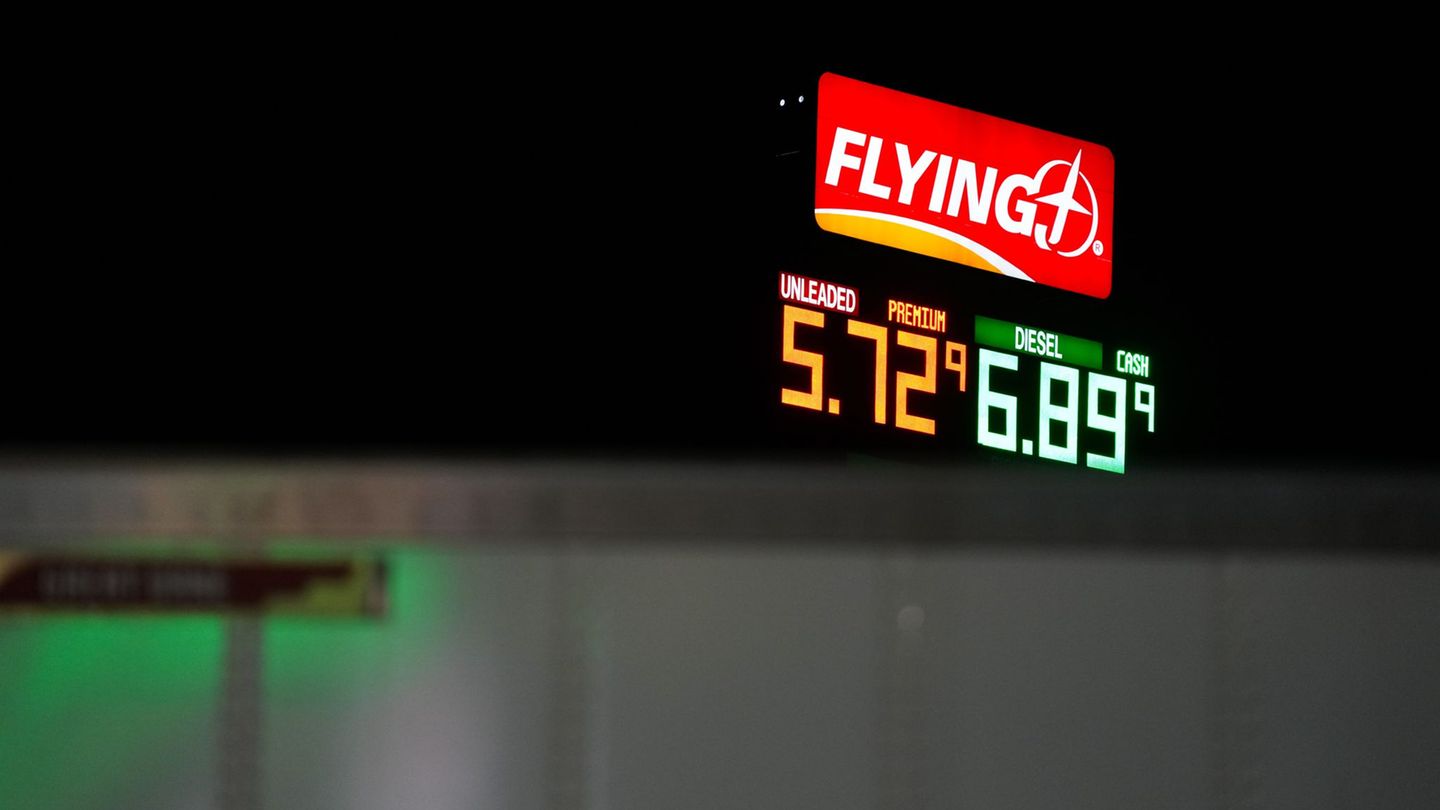 FLYING J®
UNLEADED PREMIUM
5.72 9
DIESEL CASH
6.89 9